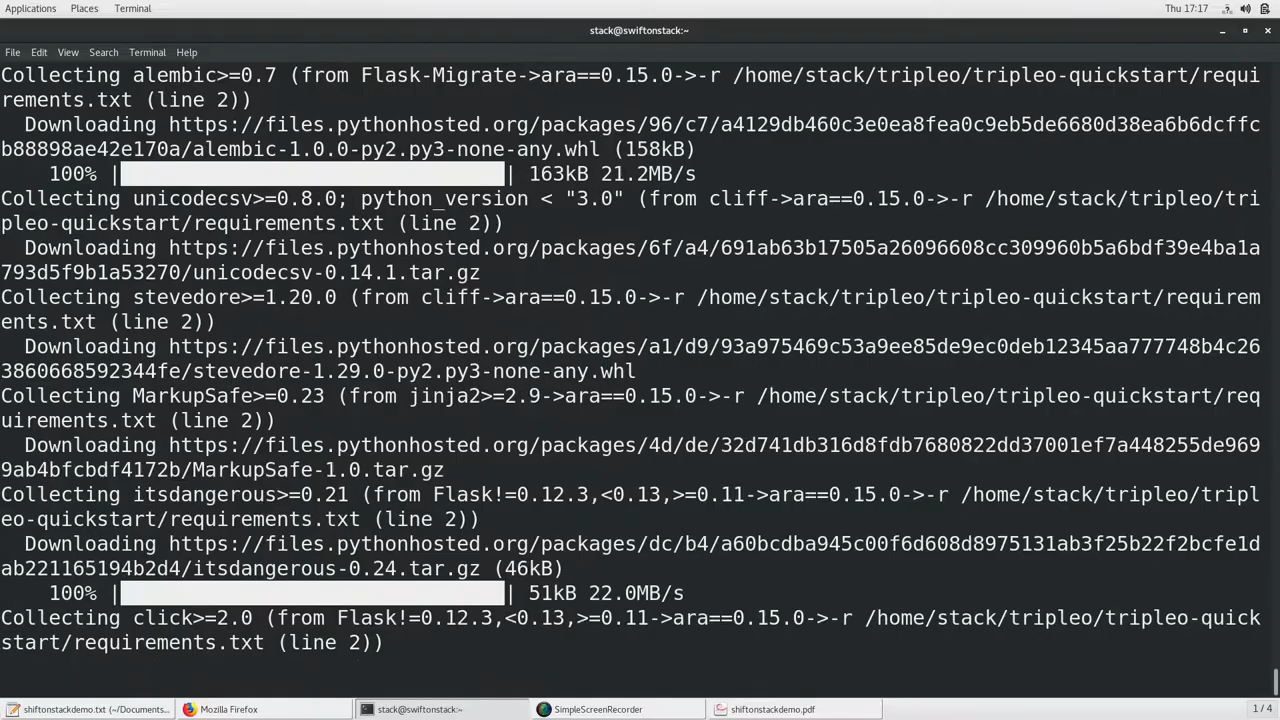 Applications Places Terminal Thu 17:17
stack@swiftonstack:~
File Edit View Search Terminal Help
Collecting alembic>=0.7 (from Flask-Migrate->ara==0.15.0->-r /home/stack/tripleo/tripleo-quickstart/requi
rements.txt (line 2))
  Downloading https://files.pythonhosted.org/packages/96/c7/a4129db460c3e0ea8fea0c9eb5de6680d38ea6b6dcffc
b88898ae42e170a/alembic-1.0.0-py2.py3-none-any.whl (158kB)
    100% | | 163kB 21.2MB/s
Collecting unicodecsv>=0.8.0; python_version < "3.0" (from cliff->ara==0.15.0->-r /home/stack/tripleo/tri
pleo-quickstart/requirements.txt (line 2))
  Downloading https://files.pythonhosted.org/packages/6f/a4/691ab63b17505a26096608cc309960b5a6bdf39e4ba1a
793d5f9b1a53270/unicodecsv-0.14.1.tar.gz
Collecting stevedore>=1.20.0 (from cliff->ara==0.15.0->-r /home/stack/tripleo/tripleo-quickstart/requirem
ents.txt (line 2))
  Downloading https://files.pythonhosted.org/packages/a1/d9/93a975469c53a9ee85de9ec0deb12345aa777748b4c26
3860668592344fe/stevedore-1.29.0-py2.py3-none-any.whl
Collecting MarkupSafe>=0.23 (from jinja2>=2.9->ara==0.15.0->-r /home/stack/tripleo/tripleo-quickstart/req
uirements.txt (line 2))
  Downloading https://files.pythonhosted.org/packages/4d/de/32d741db316d8fdb7680822dd37001ef7a448255de969
9ab4bfcbdf4172b/MarkupSafe-1.0.tar.gz
Collecting itsdangerous>=0.21 (from Flask!=0.12.3,<0.13,>=0.11->ara==0.15.0->-r /home/stack/tripleo/tripl
eo-quickstart/requirements.txt (line 2))
  Downloading https://files.pythonhosted.org/packages/dc/b4/a60bcdba945c00f6d608d8975131ab3f25b22f2bcfe1d
ab221165194b2d4/itsdangerous-0.24.tar.gz (46kB)
    100% | | 51kB 22.0MB/s
Collecting click>=2.0 (from Flask!=0.12.3,<0.13,>=0.11->ara==0.15.0->-r /home/stack/tripleo/tripleo-quick
start/requirements.txt (line 2))
shiftonstackdemo.txt (~/Documents... Mozilla Firefox stack@swiftonstack:~ SimpleScreenRecorder shiftonstackdemo.pdf 1 / 4